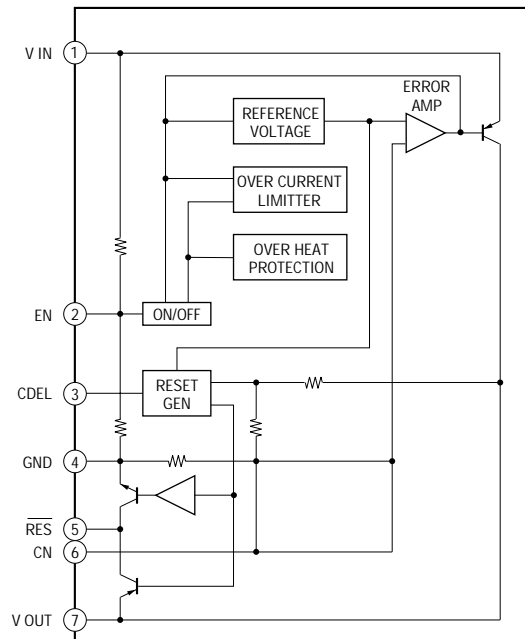 V IN
1
ERROR
AMP
REFERENCE
VOLTAGE
OVER CURRENT
LIMITTER
OVER HEAT
PROTECTION
EN
2
ON/OFF
CDEL
3
RESET
GEN
GND
4
RES
5
CN
6
V OUT
7